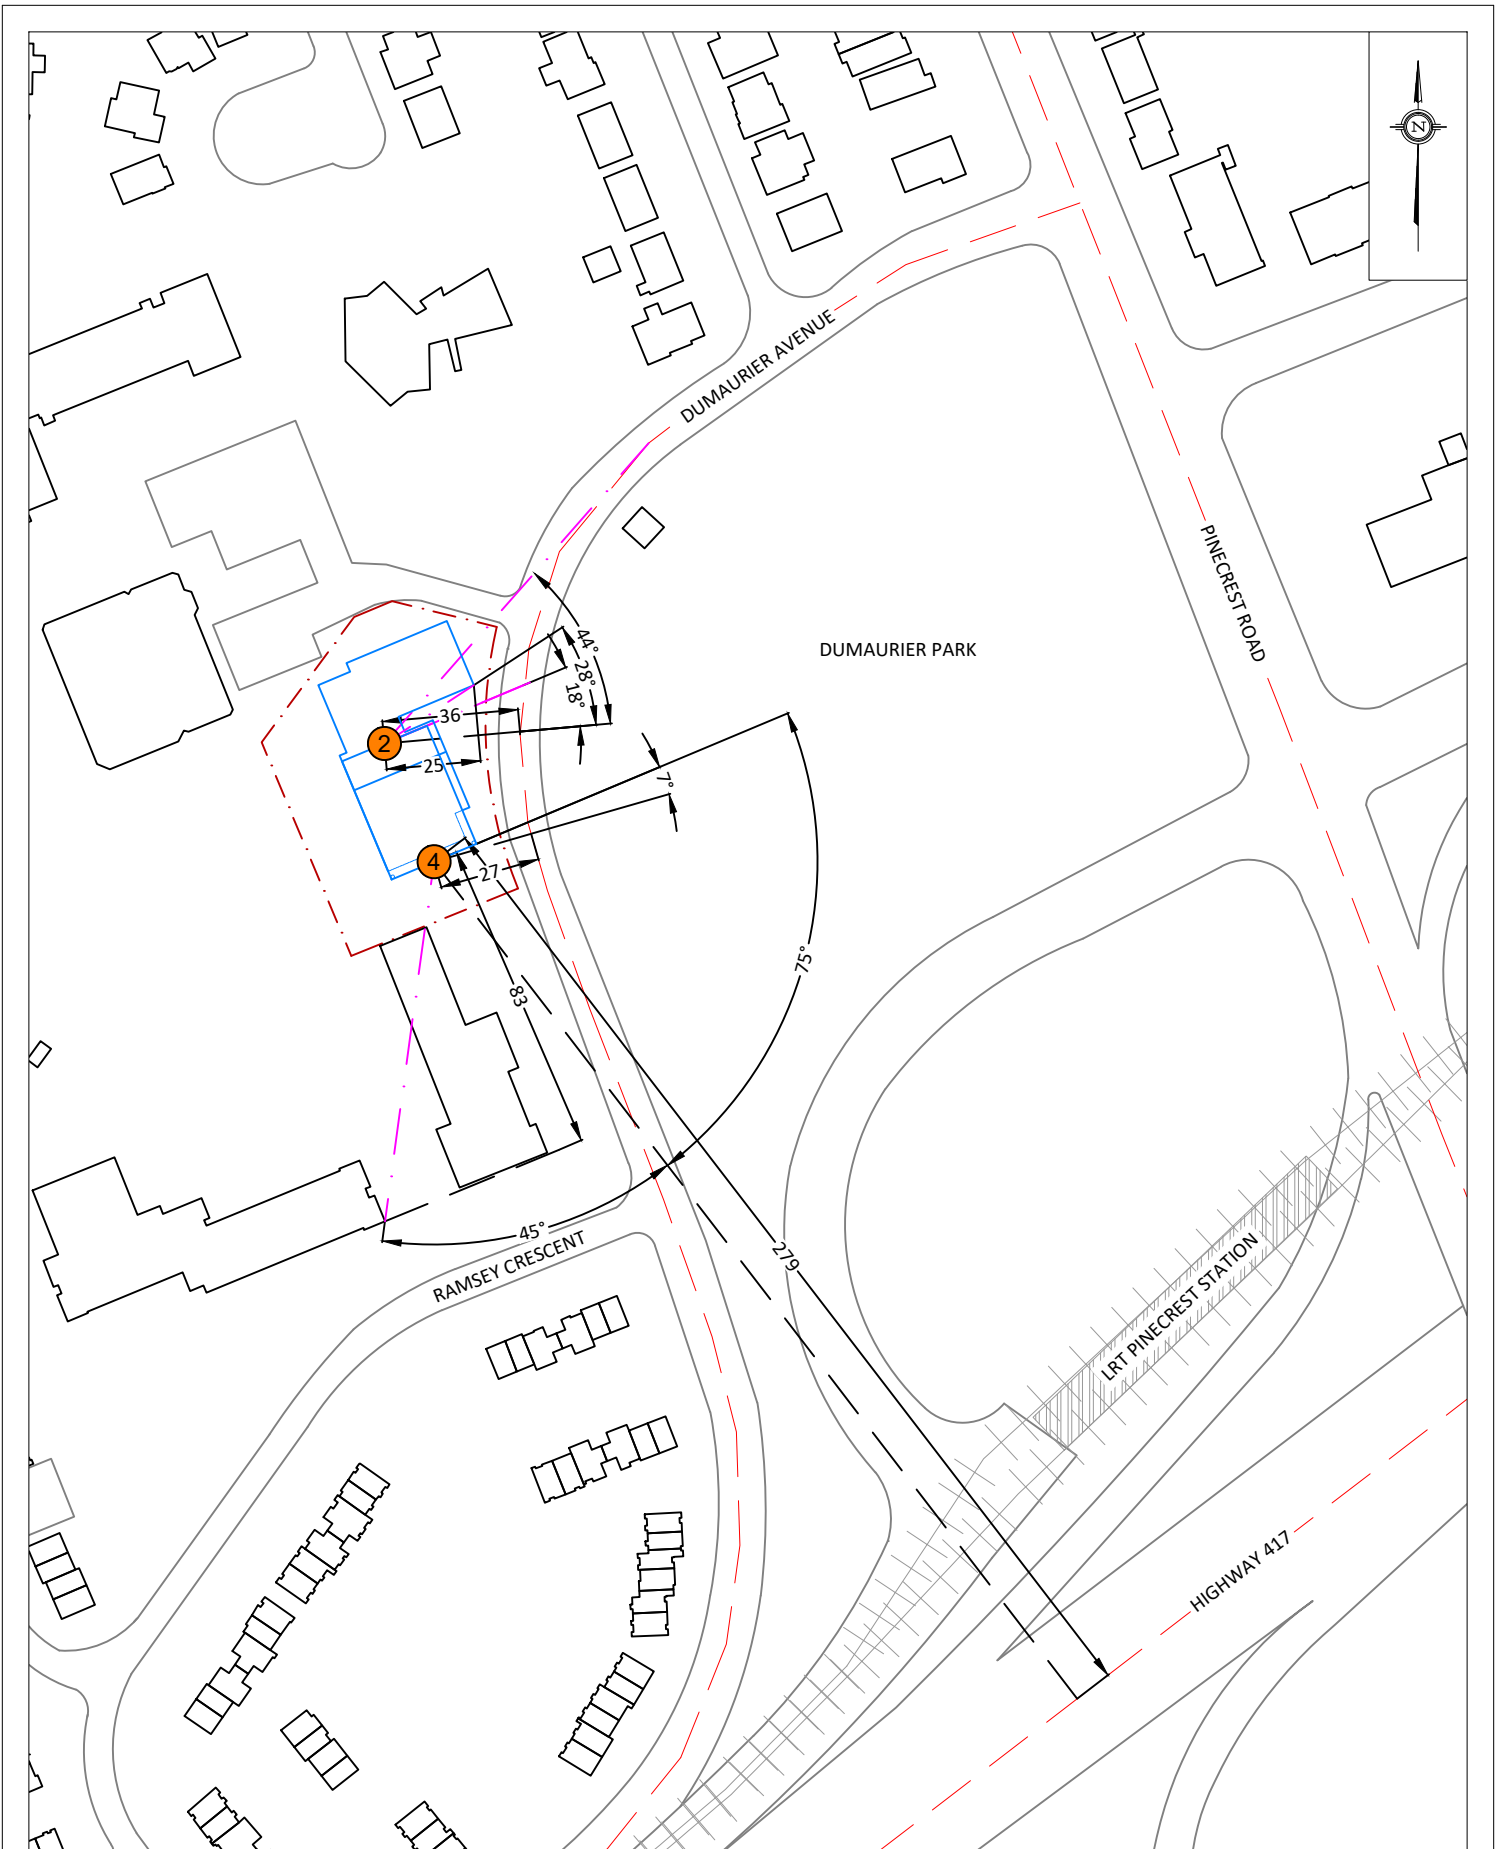 N
DUMAURIER AVENUE
PINECREST ROAD
DUMAURIER PARK
44°
28°
18°
36
2
25
7°
4
27
75°
83
45°
RAMSEY CRESCENT
279
LRT PINECREST STATION
HIGHWAY 417